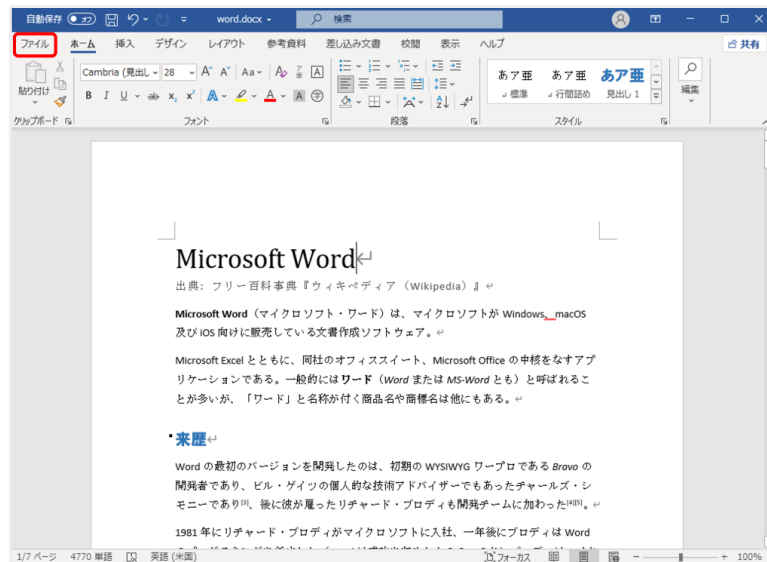 自動保存 オフ word.docx 検索
ファイル ホーム 挿入 デザイン レイアウト 参考資料 差し込み文書 校閲 表示 ヘルプ 共有
Cambria (見出し 28 A A Aa A A
貼り付け B I U ab x₂ x² A A A 字
あア亜 あア亜 あア亜
標準 行間詰め 見出し 1
編集
クリップボード フォント 段落 スタイル
Microsoft Word
出典: フリー百科事典『ウィキペディア（Wikipedia）』
Microsoft Word（マイクロソフト・ワード）は、マイクロソフトが Windows、macOS
及び iOS 向けに販売している文書作成ソフトウェア。
Microsoft Excel とともに、同社のオフィススイート、Microsoft Office の中核をなすアプ
リケーションである。一般的にはワード（Word または MS-Word とも）と呼ばれるこ
とが多いが、「ワード」と名称が付く商品名や商標名は他にもある。
来歴
Word の最初のバージョンを開発したのは、初期の WYSIWYG ワープロである Bravo の
開発者であり、ビル・ゲイツの個人的な技術アドバイザーでもあったチャールズ・シ
モニーであり[3]、後に彼が雇ったリチャード・ブロディも開発チームに加わった[4][5]。
1981 年にリチャード・ブロディがマイクロソフトに入社、一年後にブロディは Word
1/7 ページ 4770 単語 英語 (米国) フォーカス 100%